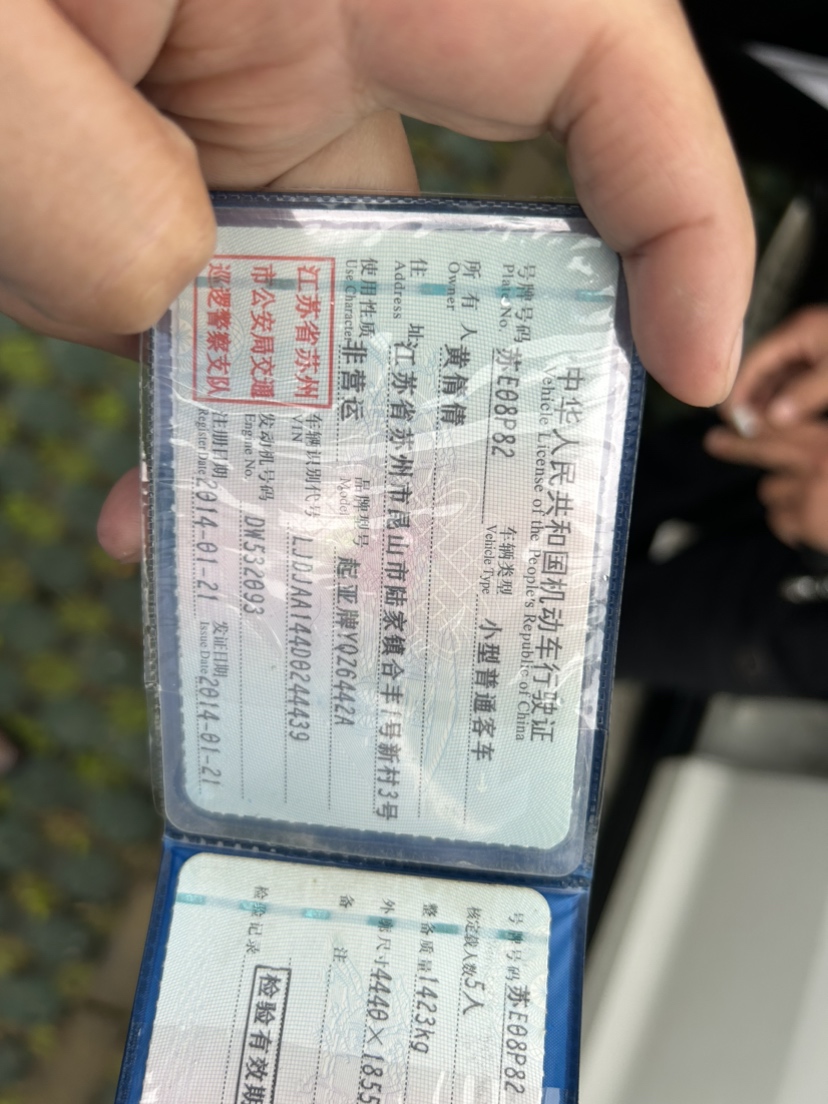 中华人民共和国机动车行驶证
Vehicle License of the People's Republic of China
号牌号码 苏E08P82 车辆类型 小型普通客车
Plate No. Vehicle Type
所有人 黄倩倩
Owner
住址 江苏省苏州市昆山市陆家镇合丰1号新村3号
Address
使用性质 非营运 品牌型号 起亚牌YQZ6442A
Use Character Model
江苏省苏州
市公安局交通
巡逻警察支队
车辆识别代号 LJDJAA144D0244439
VIN
发动机号码 DW532093
Engine No.
注册日期 2014-01-21 发证日期 2014-01-21
Register Date Issue Date
号牌号码 苏E08P82
核定载人数 5人
整备质量 1423kg
外廓尺寸 4440×1855
备注
检验记录
检验有效期